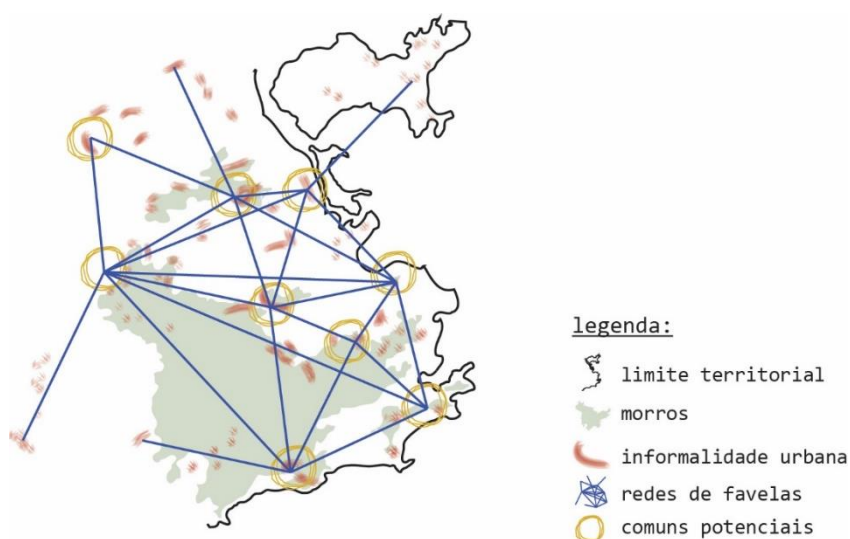 legenda:
limite territorial
morros
informalidade urbana
redes de favelas
comuns potenciais